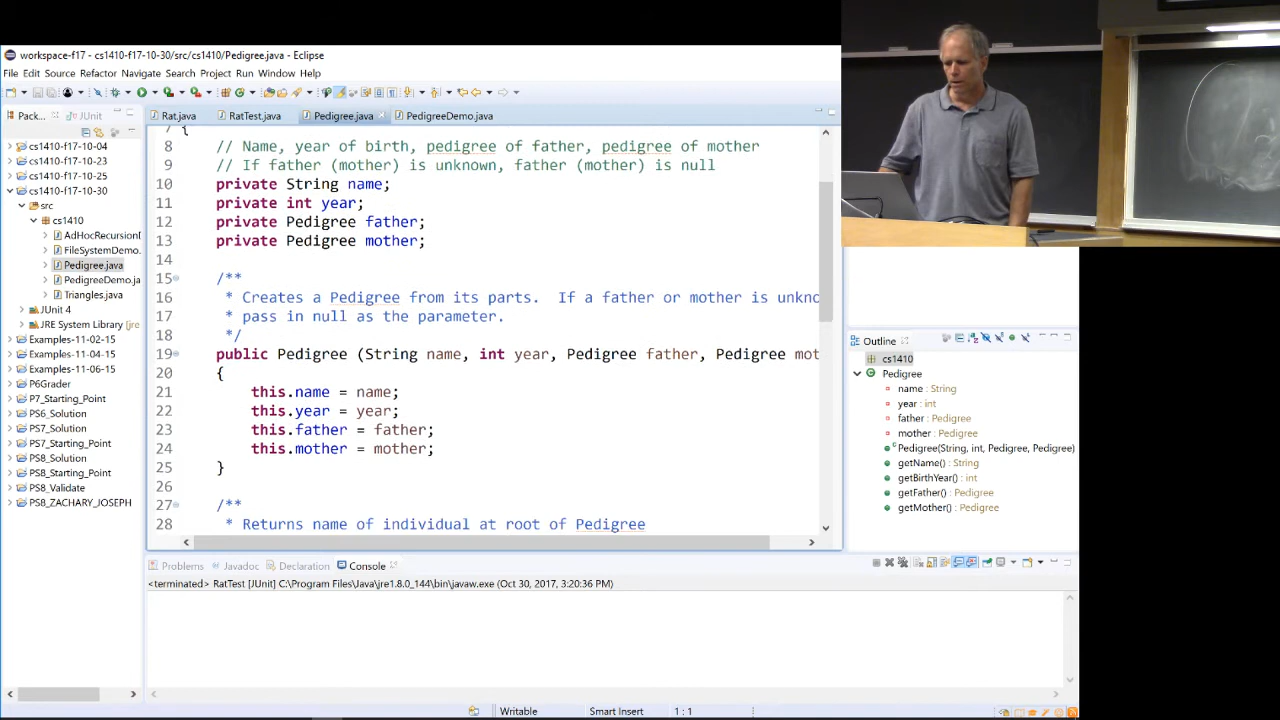 workspace-f17 - cs1410-f17-10-30/src/cs1410/Pedigree.java - Eclipse
File Edit Source Refactor Navigate Search Project Run Window Help
Pack... JUnit
cs1410-f17-10-04
cs1410-f17-10-23
cs1410-f17-10-25
cs1410-f17-10-30
src
cs1410
AdHocRecursion
FileSystemDemo.
Pedigree.java
PedigreeDemo.ja
Triangles.java
JUnit 4
JRE System Library [jre
Examples-11-02-15
Examples-11-04-15
Examples-11-06-15
P6Grader
P7_Starting_Point
PS6_Solution
PS7_Solution
PS7_Starting_Point
PS8_Solution
PS8_Starting_Point
PS8_Validate
PS8_ZACHARY_JOSEPH
Rat.java RatTest.java Pedigree.java PedigreeDemo.java
7 {
8 // Name, year of birth, pedigree of father, pedigree of mother
9 // If father (mother) is unknown, father (mother) is null
10 private String name;
11 private int year;
12 private Pedigree father;
13 private Pedigree mother;
14
15 /**
16 * Creates a Pedigree from its parts.  If a father or mother is unkno
17 * pass in null as the parameter.
18 */
19 public Pedigree (String name, int year, Pedigree father, Pedigree mot
20 {
21 this.name = name;
22 this.year = year;
23 this.father = father;
24 this.mother = mother;
25 }
26
27 /**
28 * Returns name of individual at root of Pedigree
Outline
cs1410
Pedigree
name : String
year : int
father : Pedigree
mother : Pedigree
Pedigree(String, int, Pedigree, Pedigree)
getName() : String
getBirthYear() : int
getFather() : Pedigree
getMother() : Pedigree
Problems Javadoc Declaration Console
<terminated> RatTest [JUnit] C:\Program Files\Java\jre1.8.0_144\bin\javaw.exe (Oct 30, 2017, 3:20:36 PM)
Writable Smart Insert 1 : 1